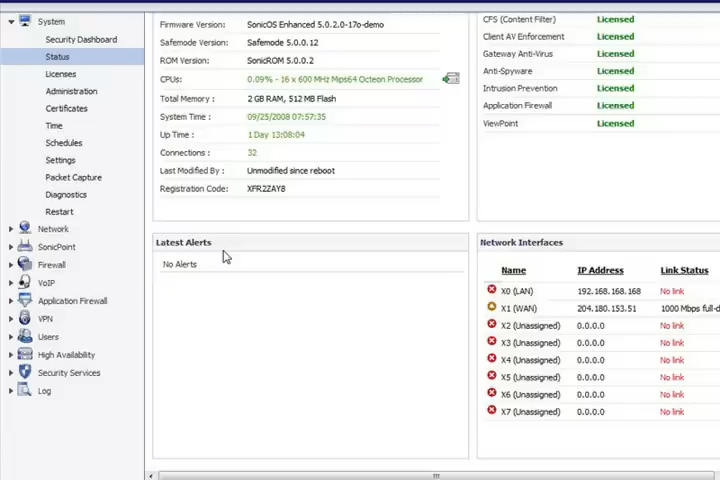 System
Security Dashboard
Status
Licenses
Administration
Certificates
Time
Schedules
Settings
Packet Capture
Diagnostics
Restart
Network
SonicPoint
Firewall
VoIP
Application Firewall
VPN
Users
High Availability
Security Services
Log
Firmware Version: SonicOS Enhanced 5.0.2.0-17o-demo
Safemode Version: Safemode 5.0.0.12
ROM Version: SonicROM 5.0.0.2
CPUs: 0.09% - 16 x 600 MHz Mips64 Octeon Processor
Total Memory : 2 GB RAM, 512 MB Flash
System Time : 09/25/2008 07:57:35
Up Time : 1 Day 13:08:04
Connections : 32
Last Modified By : Unmodified since reboot
Registration Code: XFR2ZAY8
CFS (Content Filter) Licensed
Client AV Enforcement Licensed
Gateway Anti-Virus Licensed
Anti-Spyware Licensed
Intrusion Prevention Licensed
Application Firewall Licensed
ViewPoint Licensed
Latest Alerts
No Alerts
Network Interfaces
Name IP Address Link Status
X0 (LAN) 192.168.168.168 No link
X1 (WAN) 204.180.153.51 1000 Mbps full-d
X2 (Unassigned) 0.0.0.0 No link
X3 (Unassigned) 0.0.0.0 No link
X4 (Unassigned) 0.0.0.0 No link
X5 (Unassigned) 0.0.0.0 No link
X6 (Unassigned) 0.0.0.0 No link
X7 (Unassigned) 0.0.0.0 No link